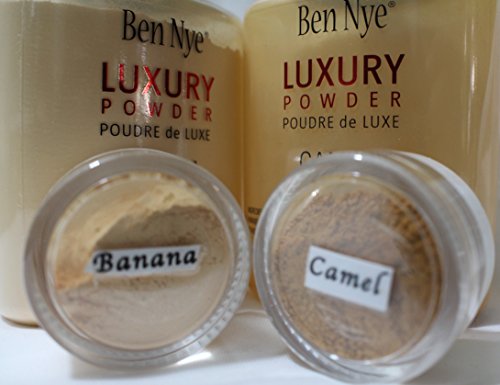 Ben Nye®
LUXURY
POWDER
POUDRE de LUXE
Ben Nye®
LUXURY
POWDER
POUDRE de LUXE
Banana
Camel